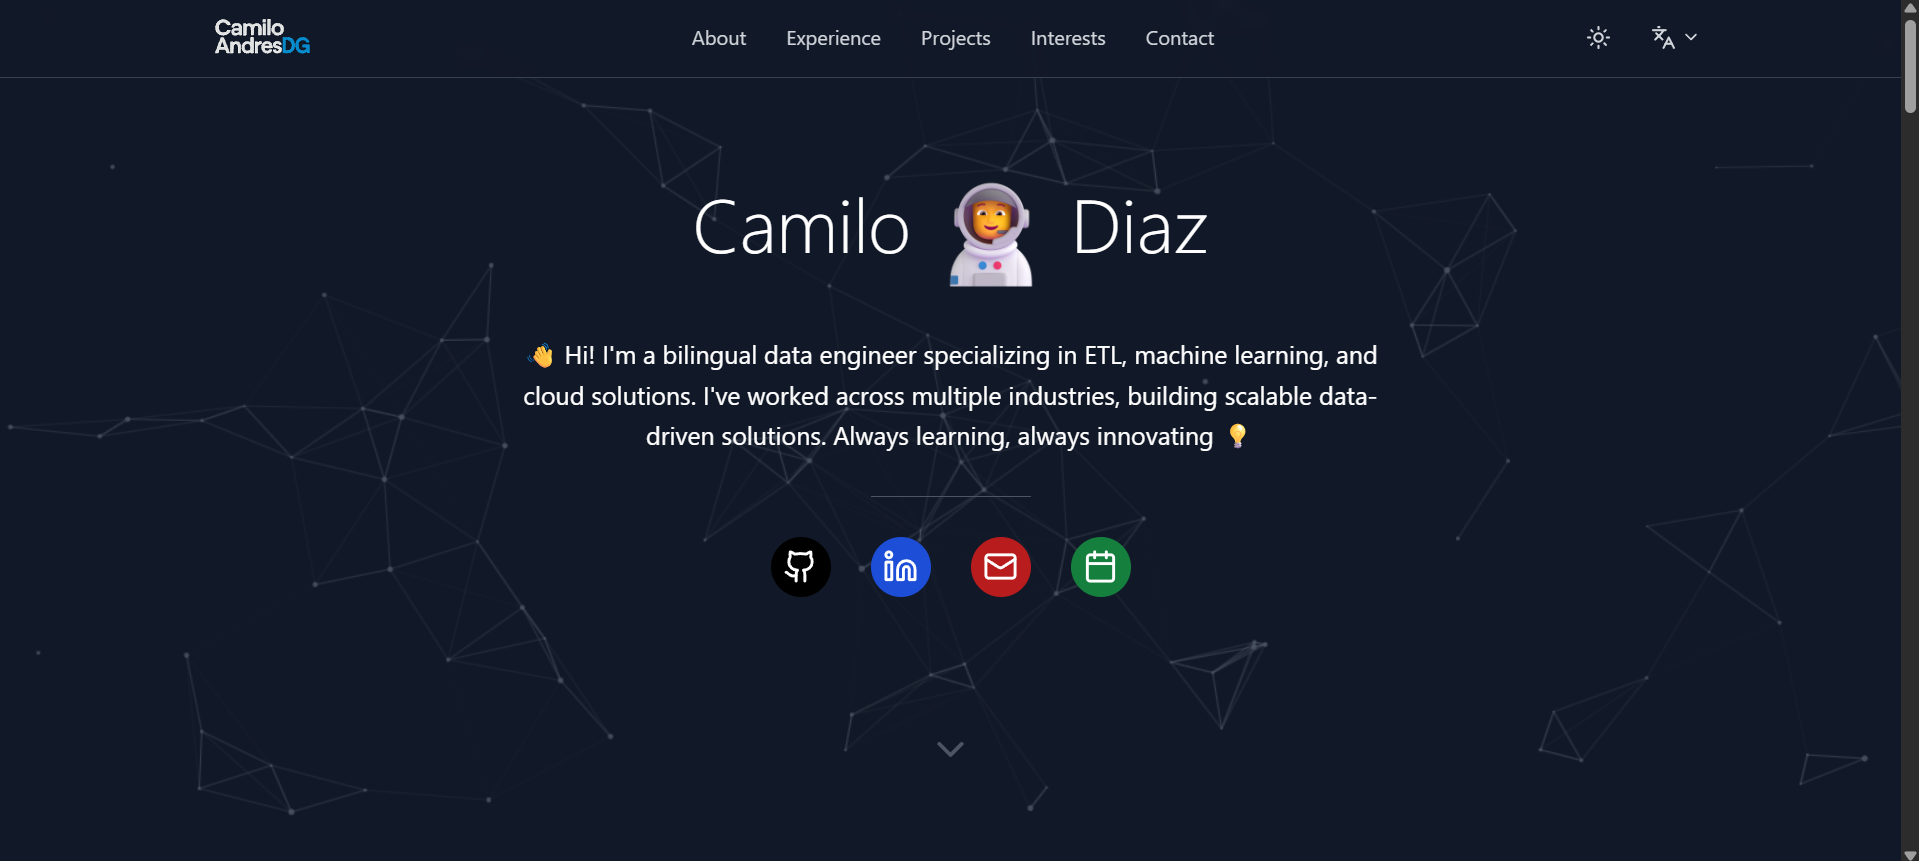 Camilo
AndresDG
About Experience Projects Interests Contact
Camilo Diaz
👋 Hi! I'm a bilingual data engineer specializing in ETL, machine learning, and
cloud solutions. I've worked across multiple industries, building scalable data-
driven solutions. Always learning, always innovating 💡